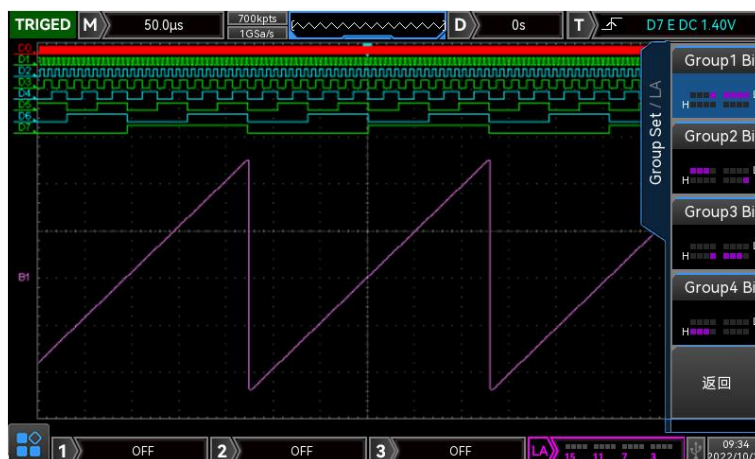 TRIGED M 50.0μs 700kpts D 0s T D7 E DC 1.40V
1GSa/s
D0
D1
D2
D3
D4
D5
D6
D7
B1
Group Set / LA
Group1 Bi
H L
Group2 Bi
H L
Group3 Bi
H L
Group4 Bi
H L
返回
1 OFF 2 OFF 3 OFF LA 15 11 7 3
09:34
2022/10/